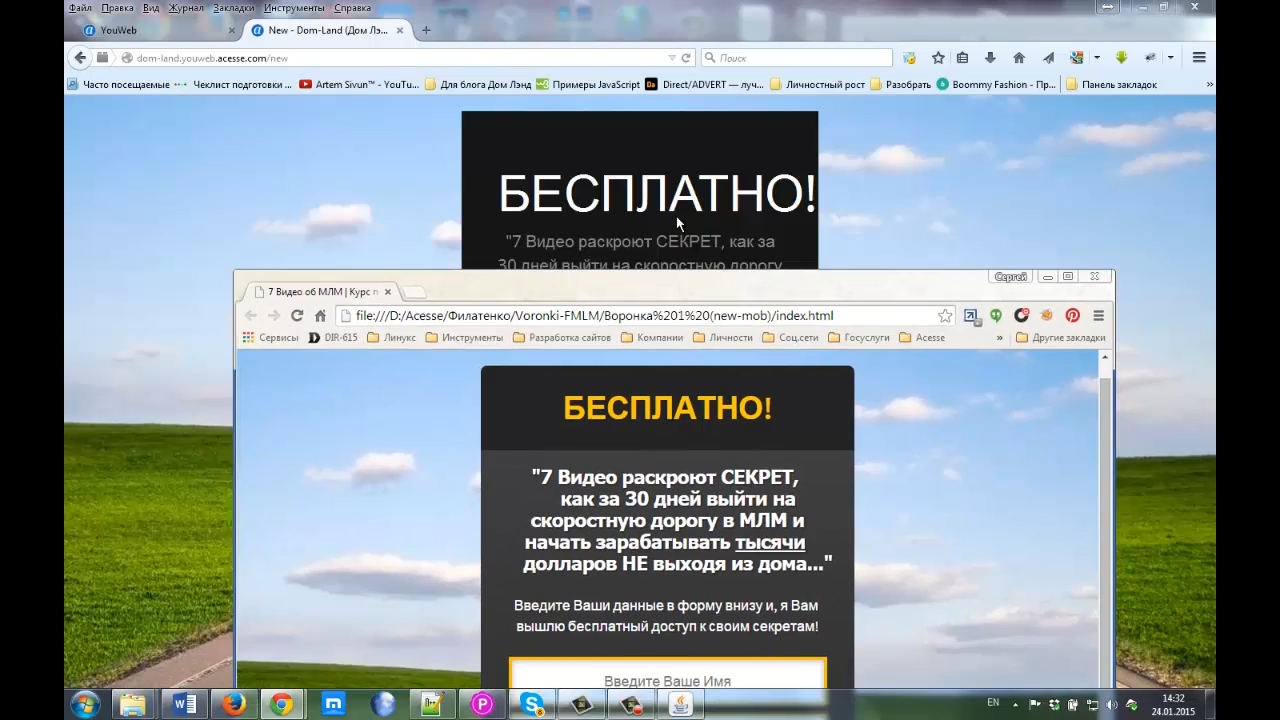 Файл Правка Вид Журнал Закладки Инструменты Справка
YouWeb
New - Dom-Land (Дом Лэ...
dom-land.youweb.acesse.com/new
Поиск
Часто посещаемые
Чеклист подготовки ...
Artem Sivun™ - YouTu...
Для блога Дом Лэнд
Примеры JavaScript
Direct/ADVERT — луч...
Личностный рост
Разобрать
Boommy Fashion - Пр...
Панель закладок
БЕСПЛАТНО!
"7 Видео раскроют СЕКРЕТ, как за
30 дней выйти на скоростную дорогу
Сергей
7 Видео об МЛМ | Курс п
file:///D:/Acesse/Филатенко/Voronki-FMLM/Воронка%201%20(new-mob)/index.html
Сервисы
DIR-615
Линукс
Инструменты
Разработка сайтов
Компании
Личности
Соц.сети
Госуслуги
Acesse
Другие закладки
БЕСПЛАТНО!
"7 Видео раскроют СЕКРЕТ,
как за 30 дней выйти на
скоростную дорогу в МЛМ и
начать зарабатывать тысячи
долларов НЕ выходя из дома..."
Введите Ваши данные в форму внизу и, я Вам
вышлю бесплатный доступ к своим секретам!
Введите Ваше Имя
EN
14:32
24.01.2015